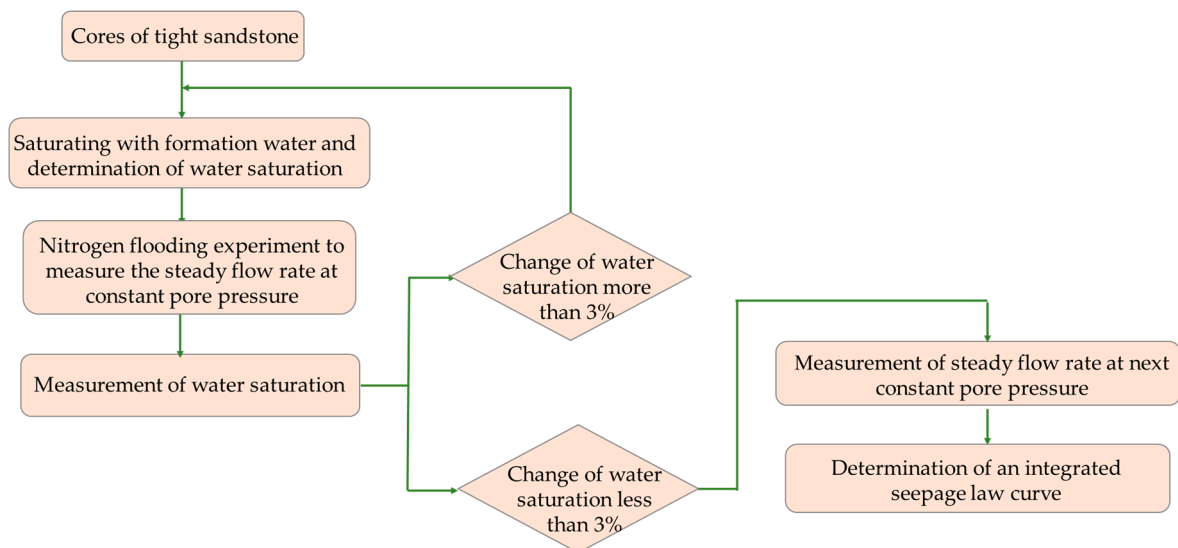 Cores of tight sandstone
Saturating with formation water and
determination of water saturation
Nitrogen flooding experiment to
measure the steady flow rate at
constant pore pressure
Measurement of water saturation
Change of water
saturation more
than 3%
Change of water
saturation less
than 3%
Measurement of steady flow rate at next
constant pore pressure
Determination of an integrated
seepage law curve